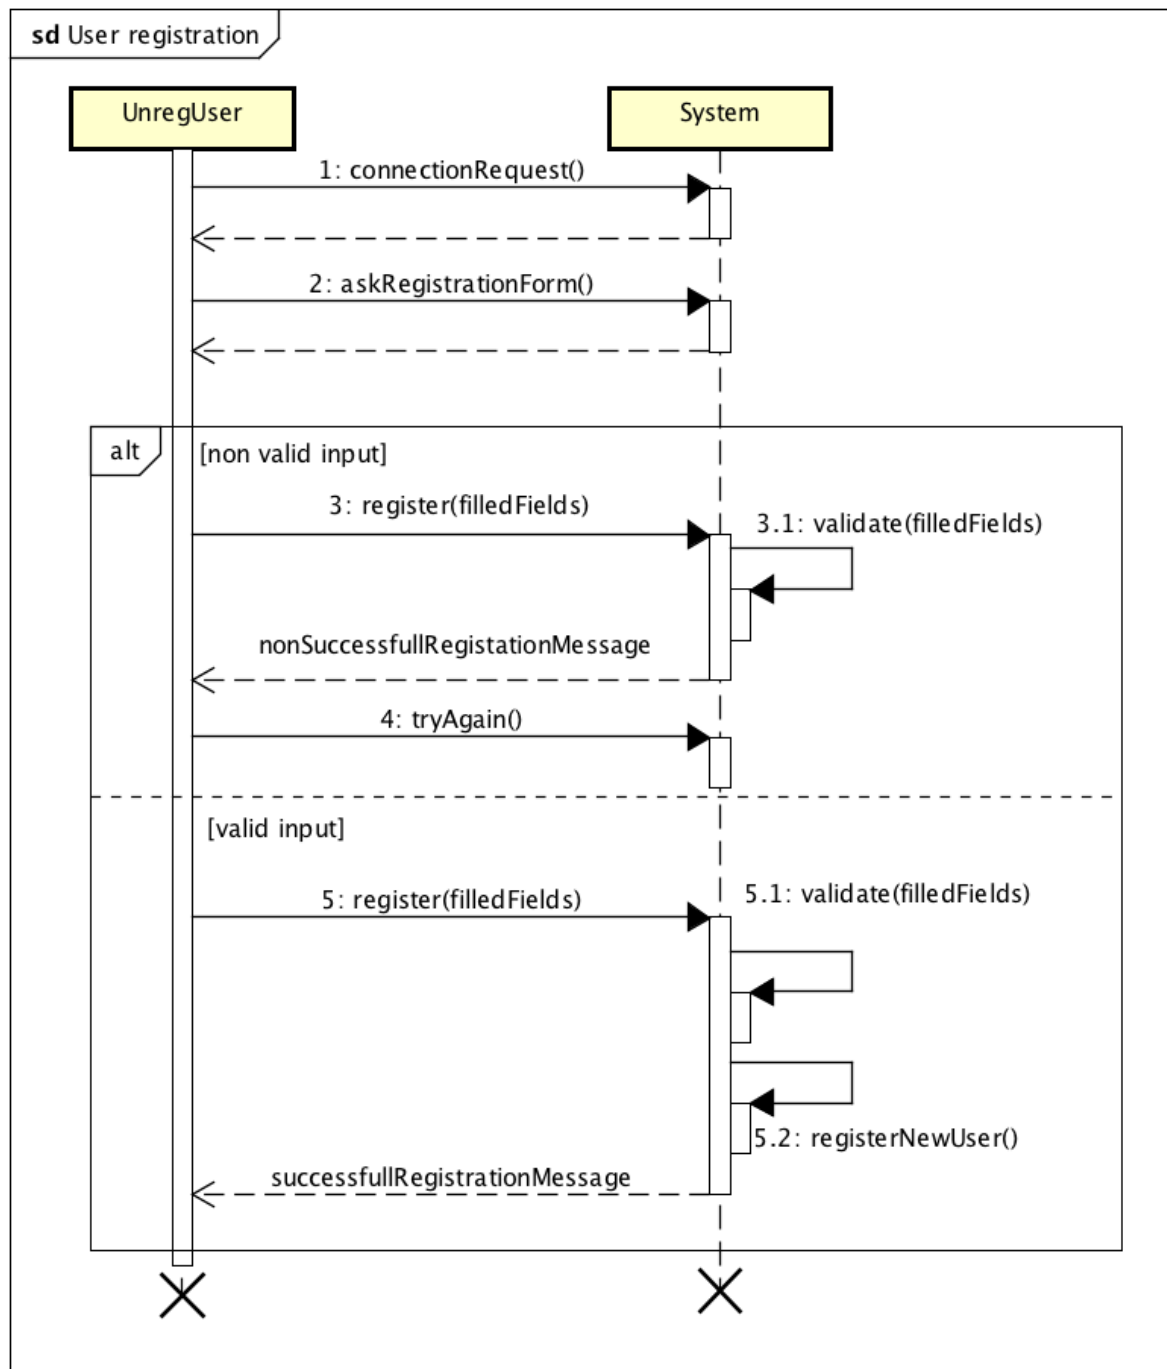 sd User registration
UnregUser
System
1: connectionRequest()
2: askRegistrationForm()
alt
[non valid input]
3: register(filledFields)
3.1: validate(filledFields)
nonSuccessfullRegistationMessage
4: tryAgain()
[valid input]
5: register(filledFields)
5.1: validate(filledFields)
5.2: registerNewUser()
successfullRegistrationMessage